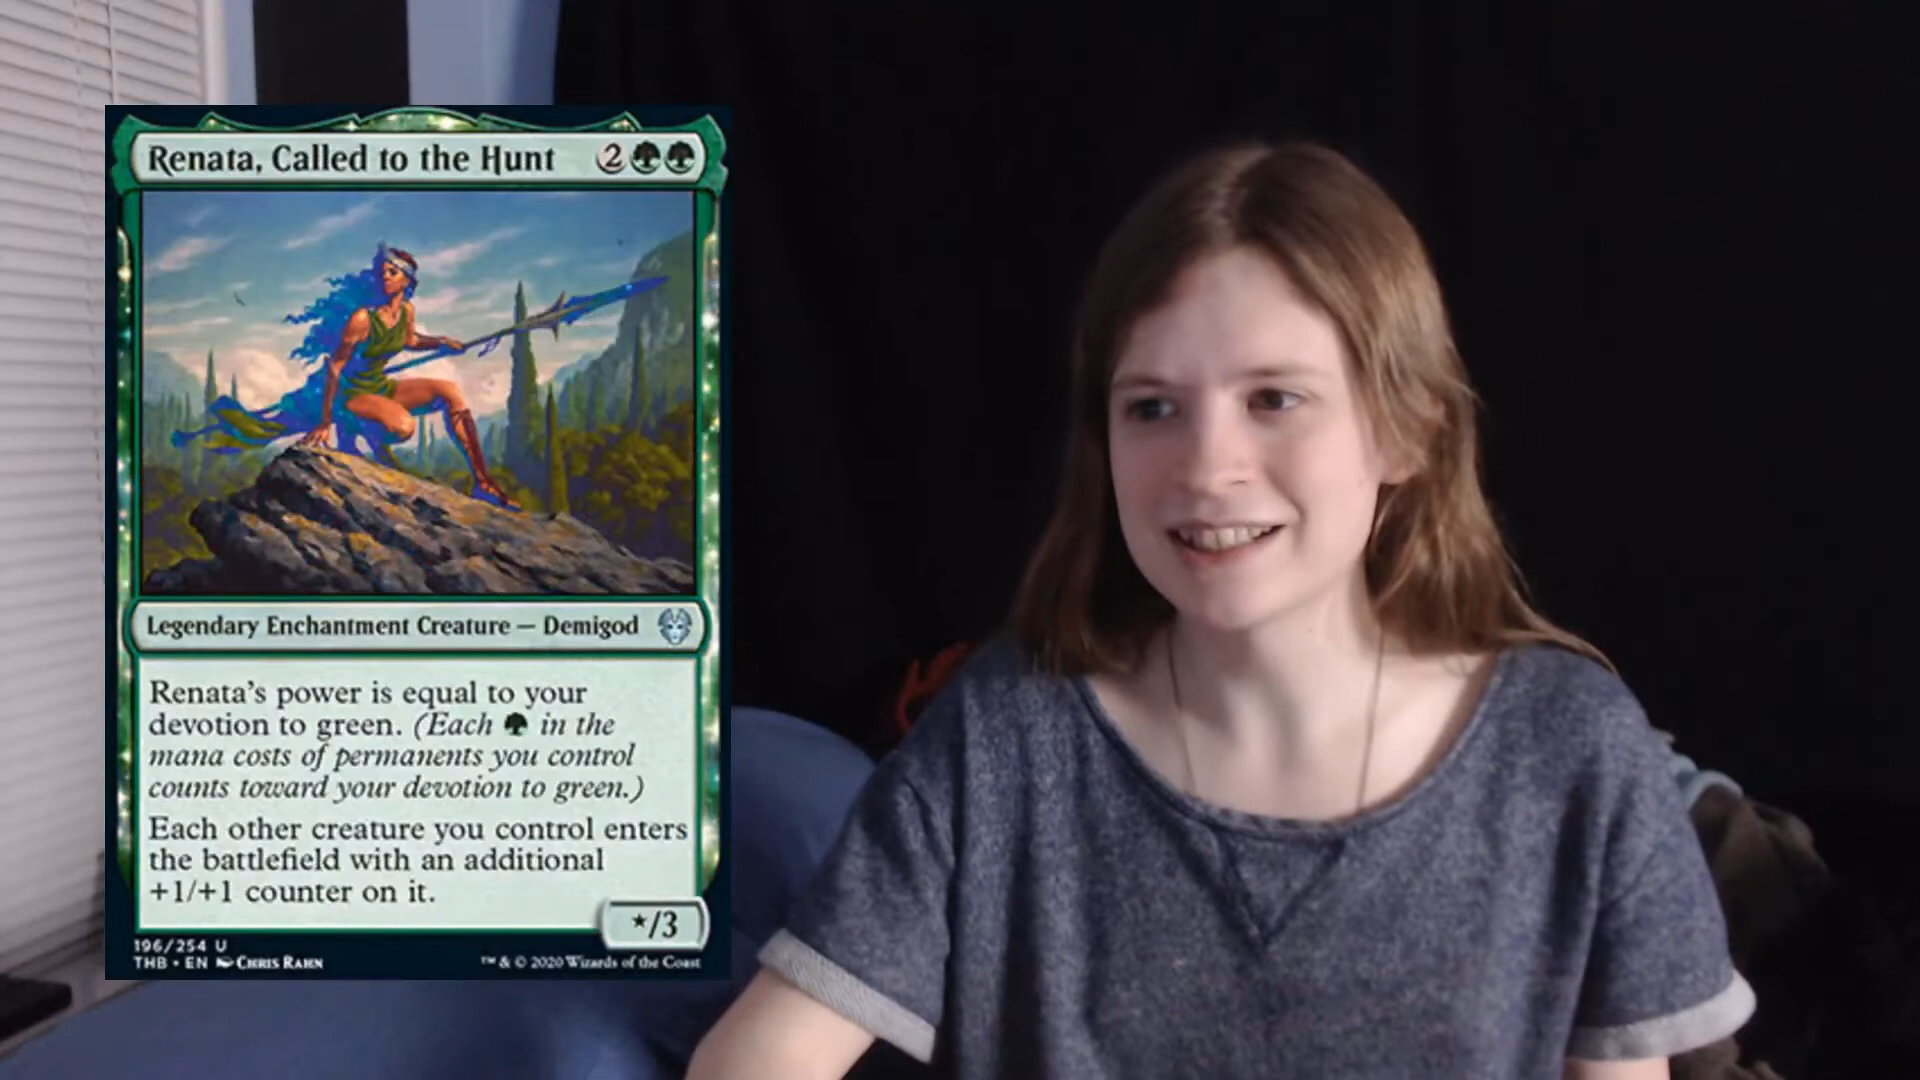 Renata, Called to the Hunt 2
Legendary Enchantment Creature — Demigod
Renata's power is equal to your
devotion to green. (Each in the
mana costs of permanents you control
counts toward your devotion to green.)
Each other creature you control enters
the battlefield with an additional
+1/+1 counter on it.
★/3
196/254 U
THB • EN Chris Rahn ™ & © 2020 Wizards of the Coast